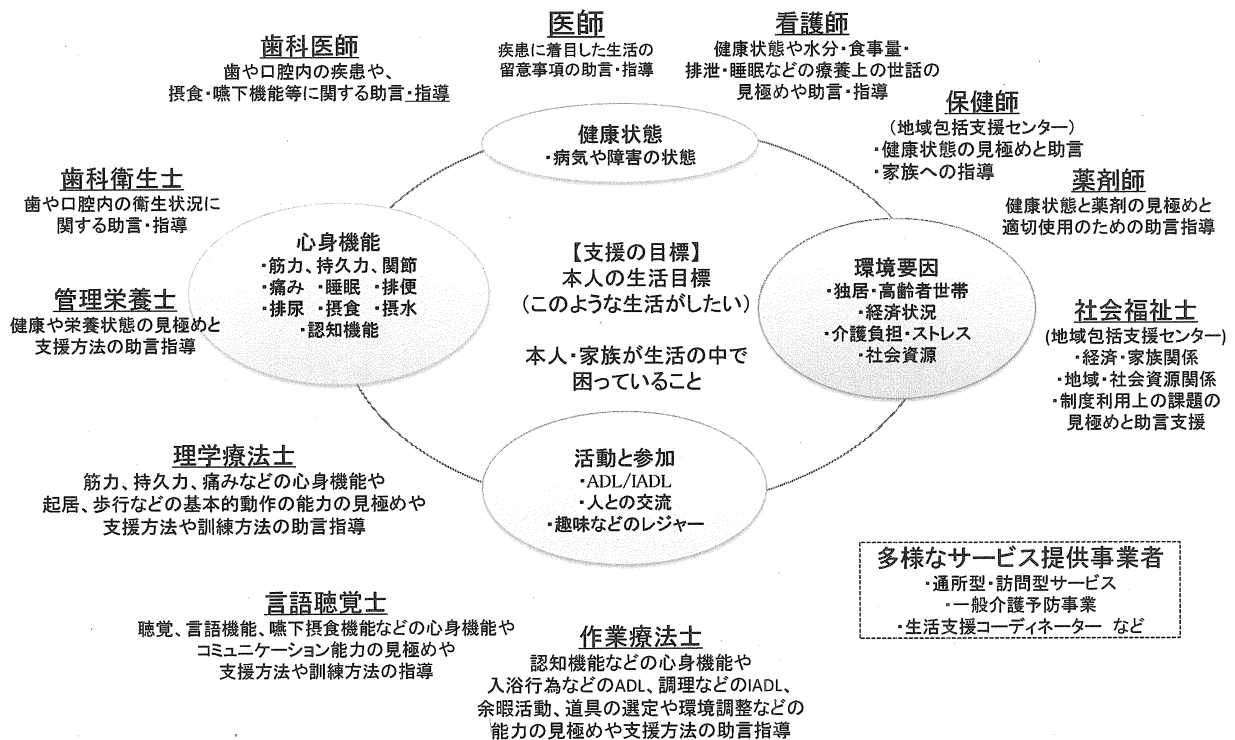 医師
疾患に着目した生活の
留意事項の助言・指導
看護師
健康状態や水分・食事量・
排泄・睡眠などの療養上の世話の
見極めや助言・指導
歯科医師
歯や口腔内の疾患や、
摂食・嚥下機能等に関する助言・指導
保健師
（地域包括支援センター）
・健康状態の見極めと助言
・家族への指導
健康状態
・病気や障害の状態
歯科衛生士
歯や口腔内の衛生状況に
関する助言・指導
薬剤師
健康状態と薬剤の見極めと
適切使用のための助言指導
心身機能
・筋力、持久力、関節
・痛み ・睡眠 ・排便
・排尿 ・摂食 ・摂水
・認知機能
【支援の目標】
本人の生活目標
（このような生活がしたい）
本人・家族が生活の中で
困っていること
環境要因
・独居・高齢者世帯
・経済状況
・介護負担・ストレス
・社会資源
管理栄養士
健康や栄養状態の見極めと
支援方法の助言指導
社会福祉士
(地域包括支援センター)
・経済・家族関係
・地域・社会資源関係
・制度利用上の課題の
見極めと助言支援
活動と参加
・ADL/IADL
・人との交流
・趣味などのレジャー
理学療法士
筋力、持久力、痛みなどの心身機能や
起居、歩行などの基本的動作の能力の見極めや
支援方法や訓練方法の助言指導
多様なサービス提供事業者
・通所型・訪問型サービス
・一般介護予防事業
・生活支援コーディネーター など
言語聴覚士
聴覚、言語機能、嚥下摂食機能などの心身機能や
コミュニケーション能力の見極めや
支援方法や訓練方法の指導
作業療法士
認知機能などの心身機能や
入浴行為などのADL、調理などのIADL、
余暇活動、道具の選定や環境調整などの
能力の見極めや支援方法の助言指導